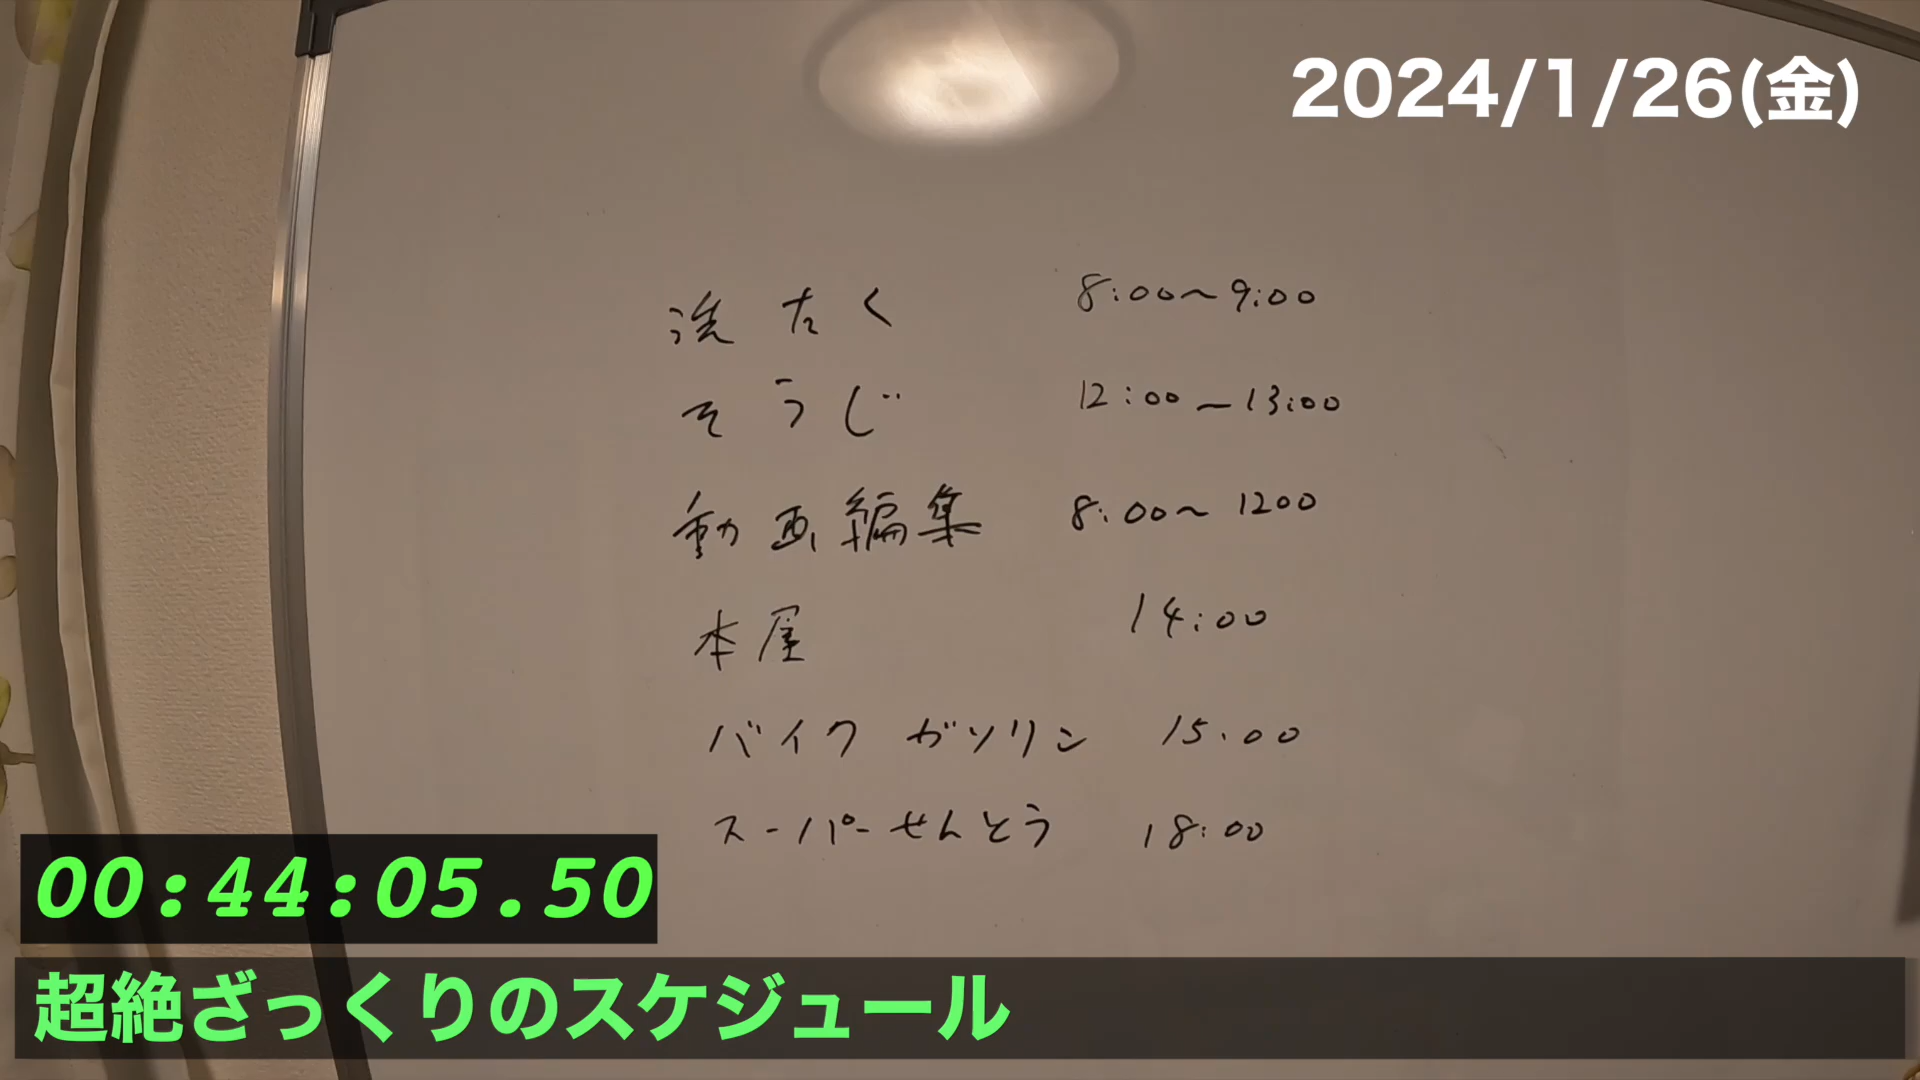 2024/1/26(金)
洗たく 8:00〜9:00
そうじ 12:00〜13:00
動画編集 8:00〜1200
本屋 14:00
バイク ガソリン 15:00
スーパーせんとう 18:00
00:44:05.50
超絶ざっくりのスケジュール